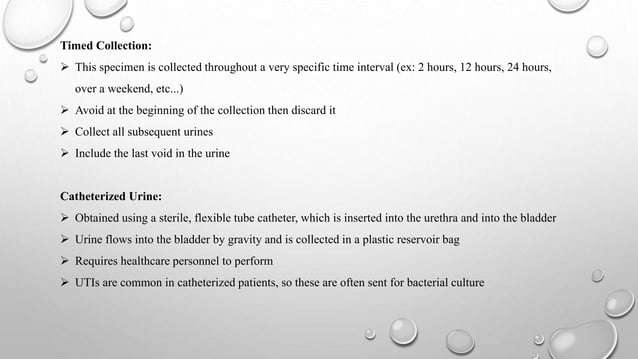 Timed Collection:
➢ This specimen is collected throughout a very specific time interval (ex: 2 hours, 12 hours, 24 hours,
over a weekend, etc...)
➢ Avoid at the beginning of the collection then discard it
➢ Collect all subsequent urines
➢ Include the last void in the urine
Catheterized Urine:
➢ Obtained using a sterile, flexible tube catheter, which is inserted into the urethra and into the bladder
➢ Urine flows into the bladder by gravity and is collected in a plastic reservoir bag
➢ Requires healthcare personnel to perform
➢ UTIs are common in catheterized patients, so these are often sent for bacterial culture